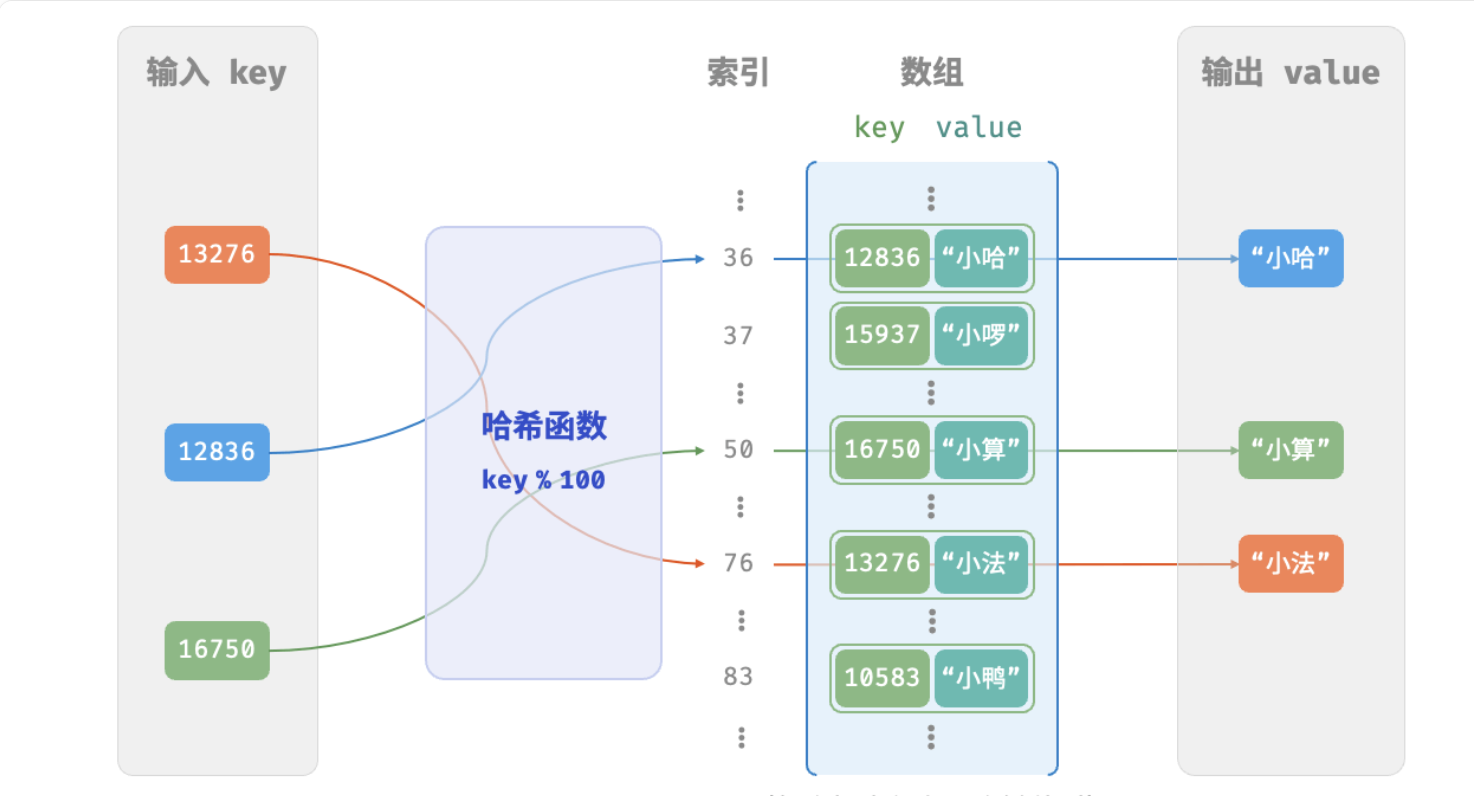 输入 key
索引
数组
输出 value
key value
13276
36
12836 “小哈”
“小哈”
37
15937 “小啰”
哈希函数
key % 100
12836
50
16750 “小算”
“小算”
76
13276 “小法”
“小法”
16750
83
10583 “小鸭”